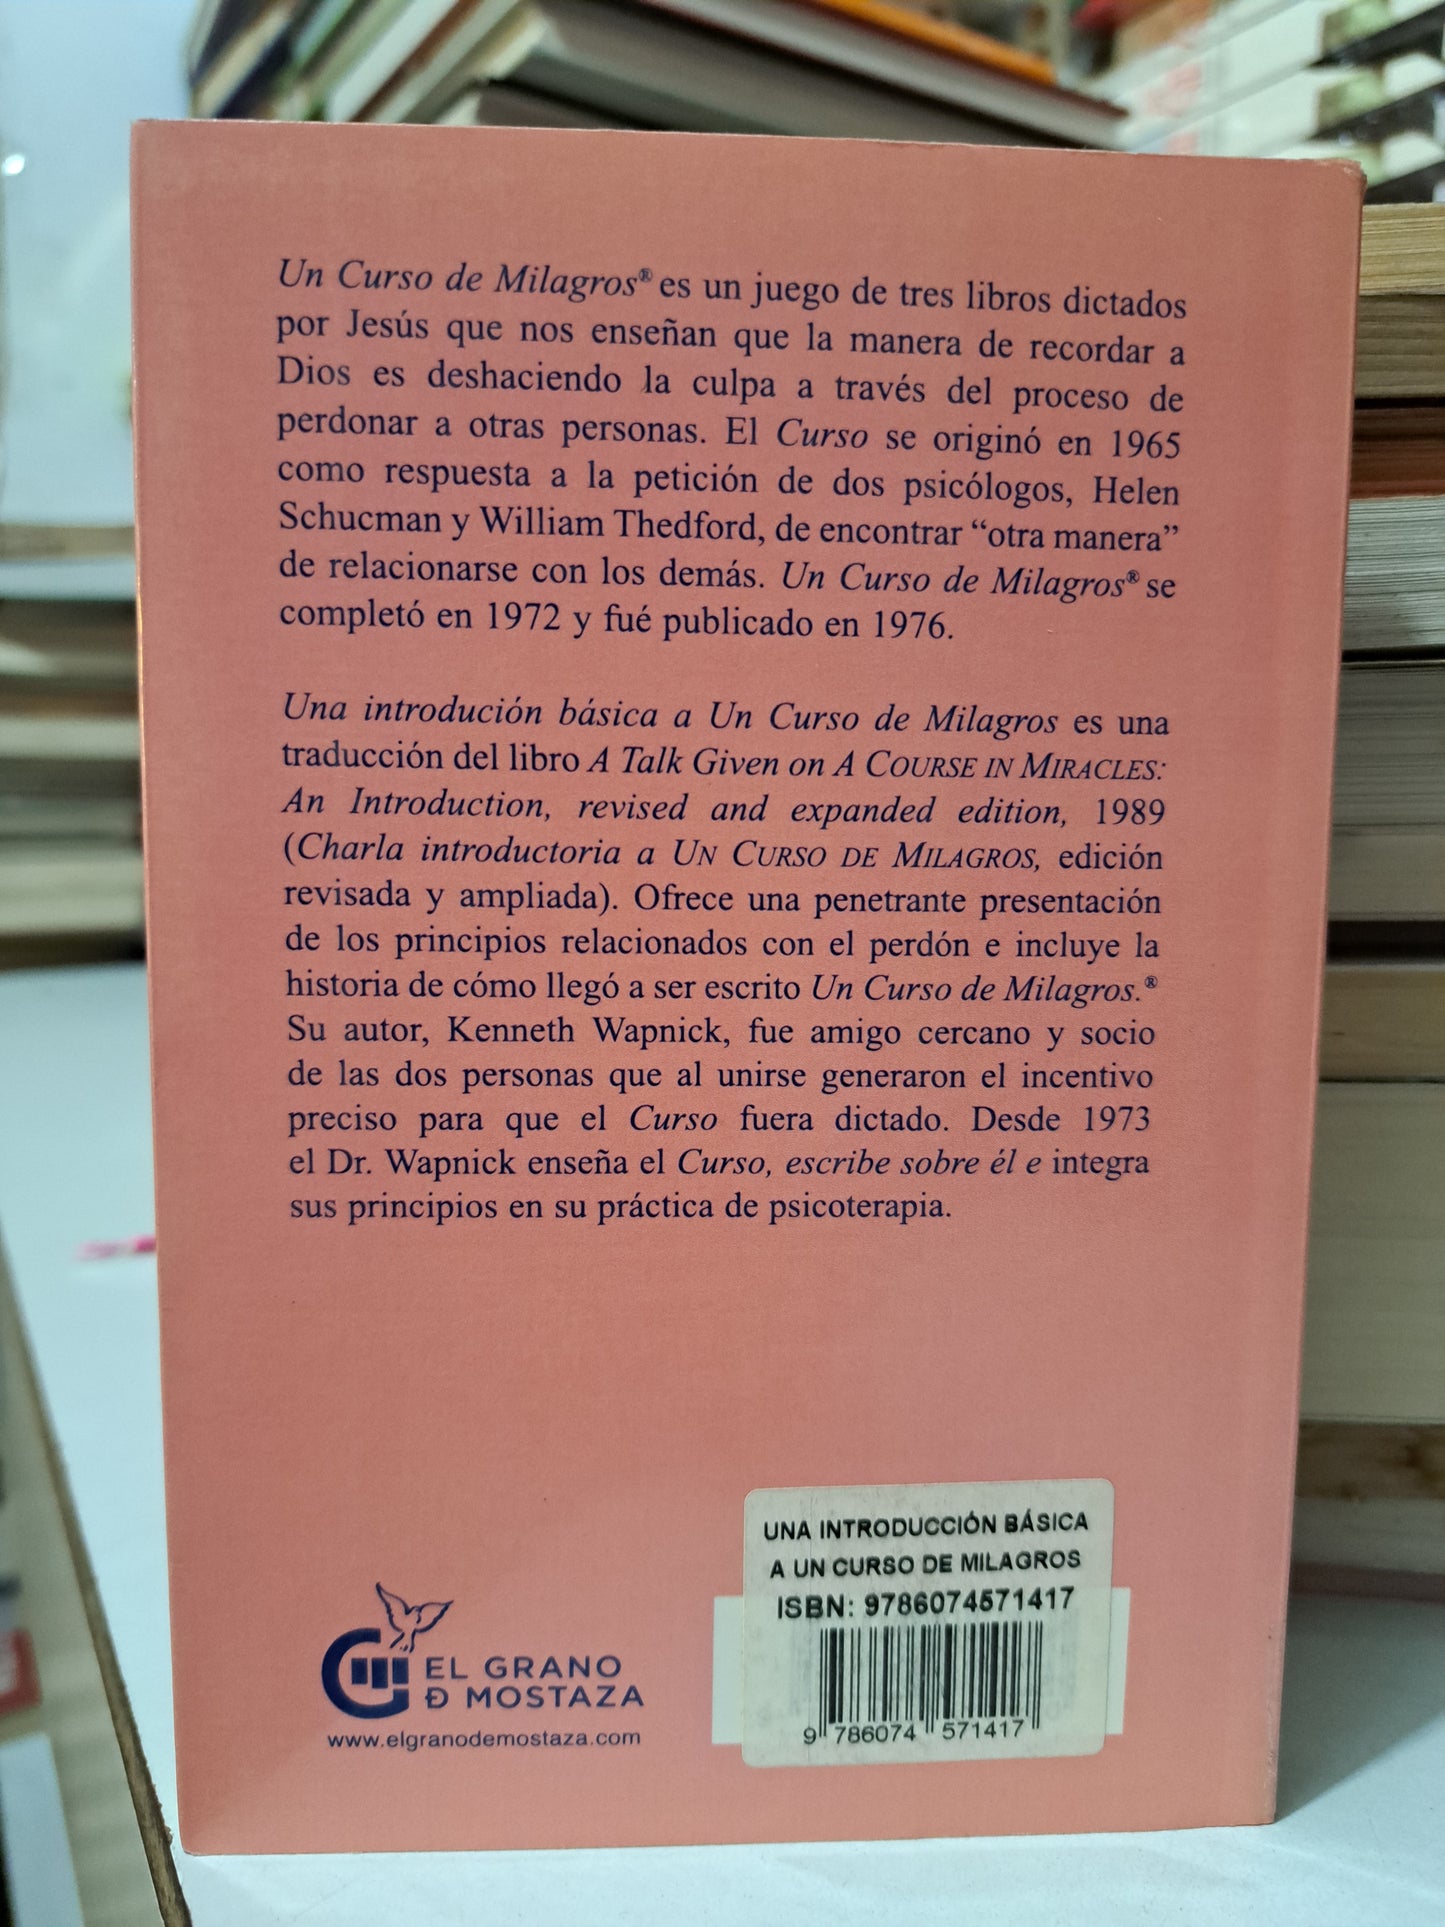 Un Curso de Milagros® es un juego de tres libros dictados
por Jesús que nos enseñan que la manera de recordar a
Dios es deshaciendo la culpa a través del proceso de
perdonar a otras personas. El Curso se originó en 1965
como respuesta a la petición de dos psicólogos, Helen
Schucman y William Thedford, de encontrar “otra manera”
de relacionarse con los demás. Un Curso de Milagros® se
completó en 1972 y fué publicado en 1976.
Una introdución básica a Un Curso de Milagros es una
traducción del libro A Talk Given on A COURSE IN MIRACLES:
An Introduction, revised and expanded edition, 1989
(Charla introductoria a UN CURSO DE MILAGROS, edición
revisada y ampliada). Ofrece una penetrante presentación
de los principios relacionados con el perdón e incluye la
historia de cómo llegó a ser escrito Un Curso de Milagros.®
Su autor, Kenneth Wapnick, fue amigo cercano y socio
de las dos personas que al unirse generaron el incentivo
preciso para que el Curso fuera dictado. Desde 1973
el Dr. Wapnick enseña el Curso, escribe sobre él e integra
sus principios en su práctica de psicoterapia.
UNA INTRODUCCIÓN BÁSICA
A UN CURSO DE MILAGROS
ISBN: 9786074571417
9 786074 571417
EL GRANO
Đ MOSTAZA
www.elgranodemostaza.com